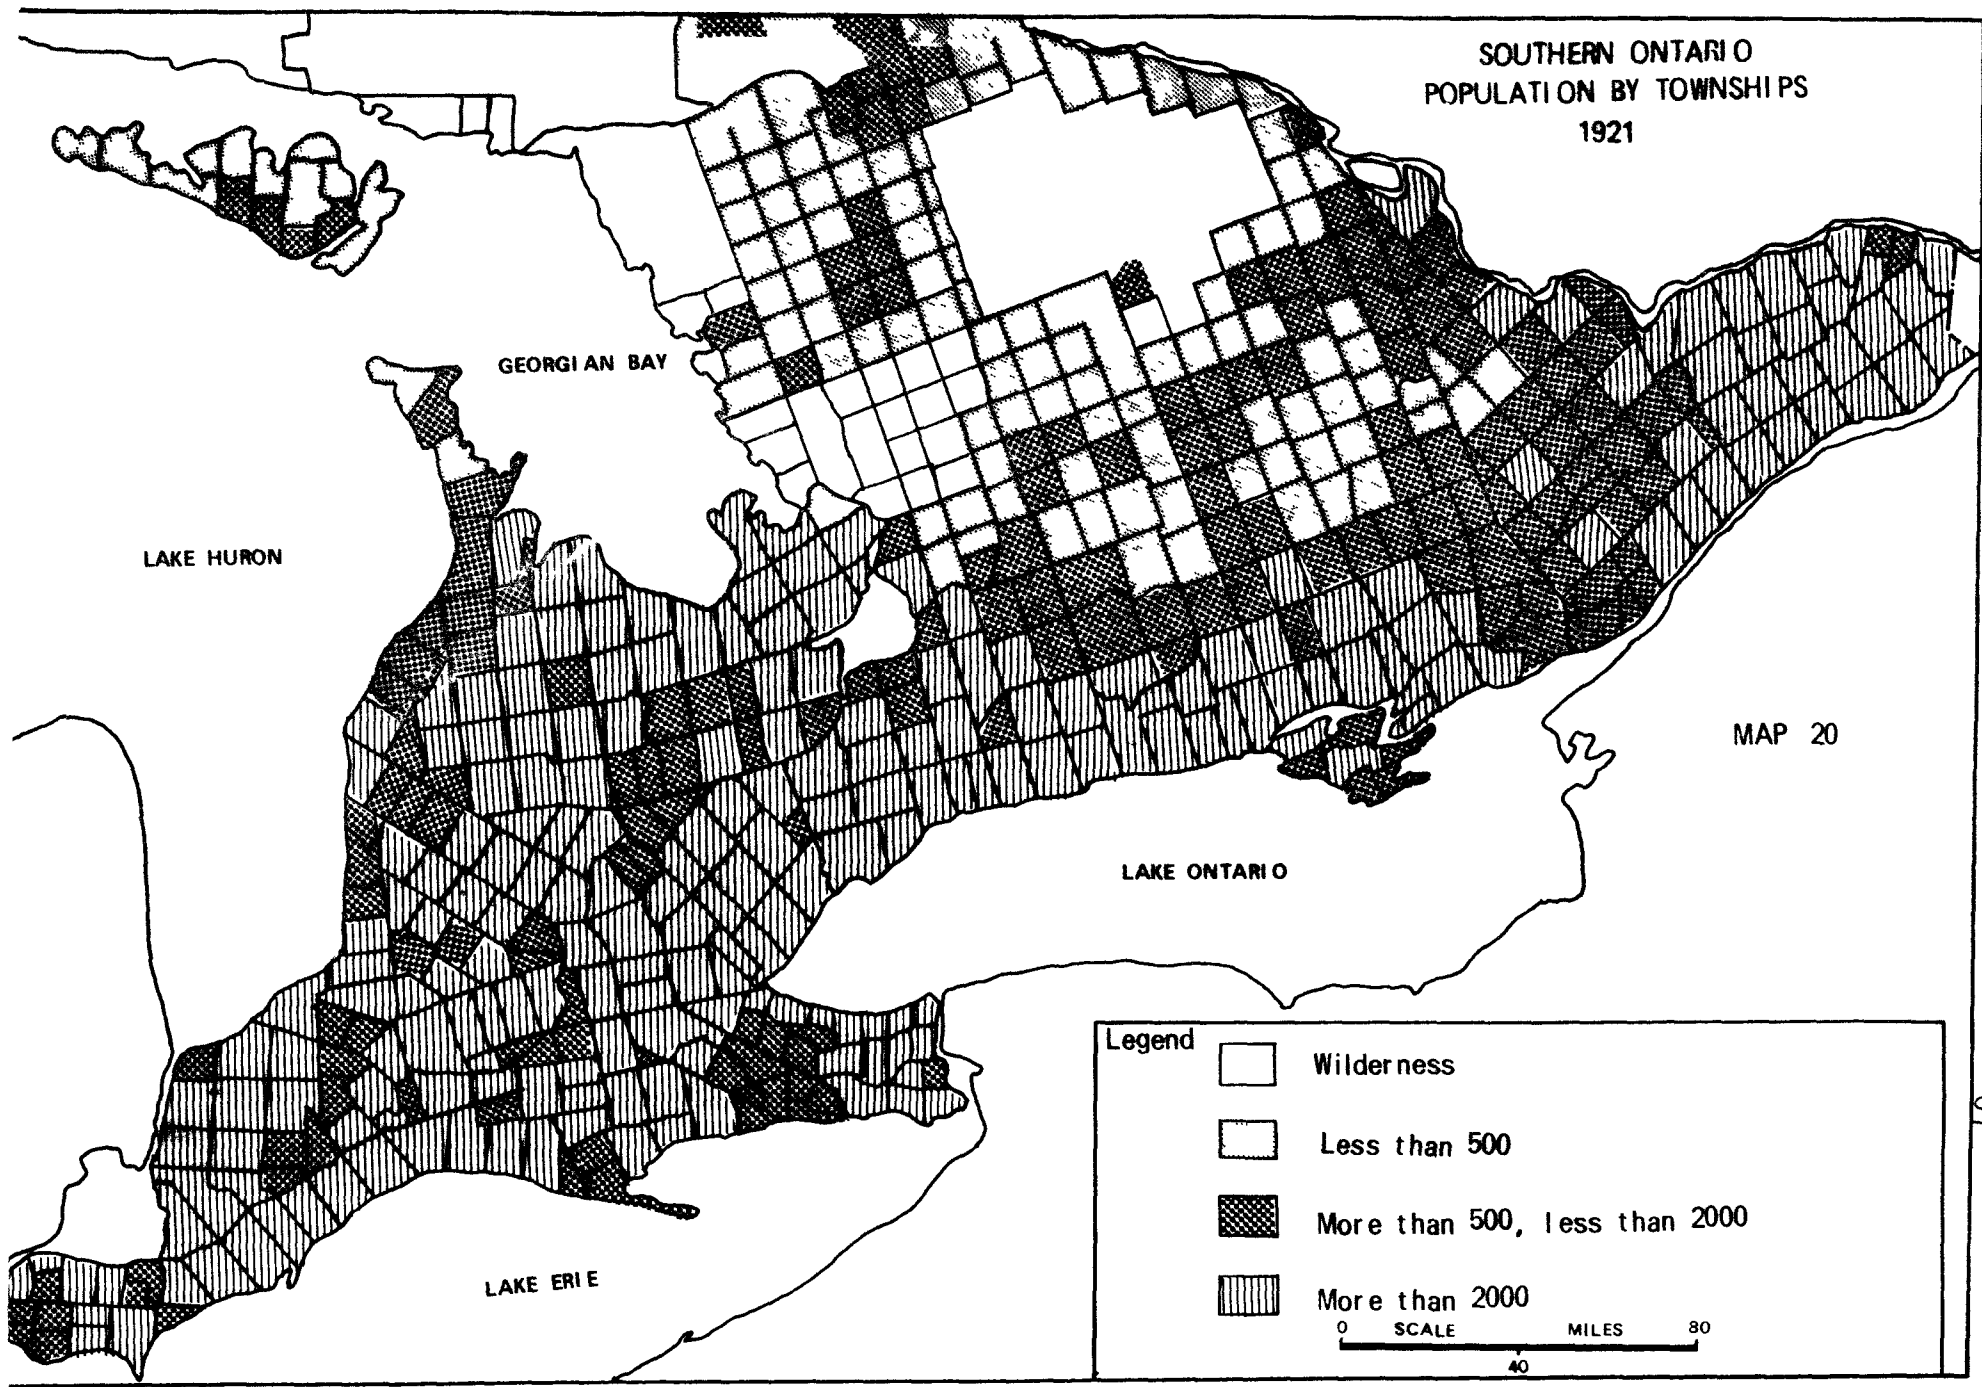 SOUTHERN ONTARIO
POPULATION BY TOWNSHIPS
1921
GEORGIAN BAY
LAKE HURON
MAP 20
LAKE ONTARIO
LAKE ERIE
Legend
Wilderness
Less than 500
More than 500, less than 2000
More than 2000
0 SCALE MILES 80
40